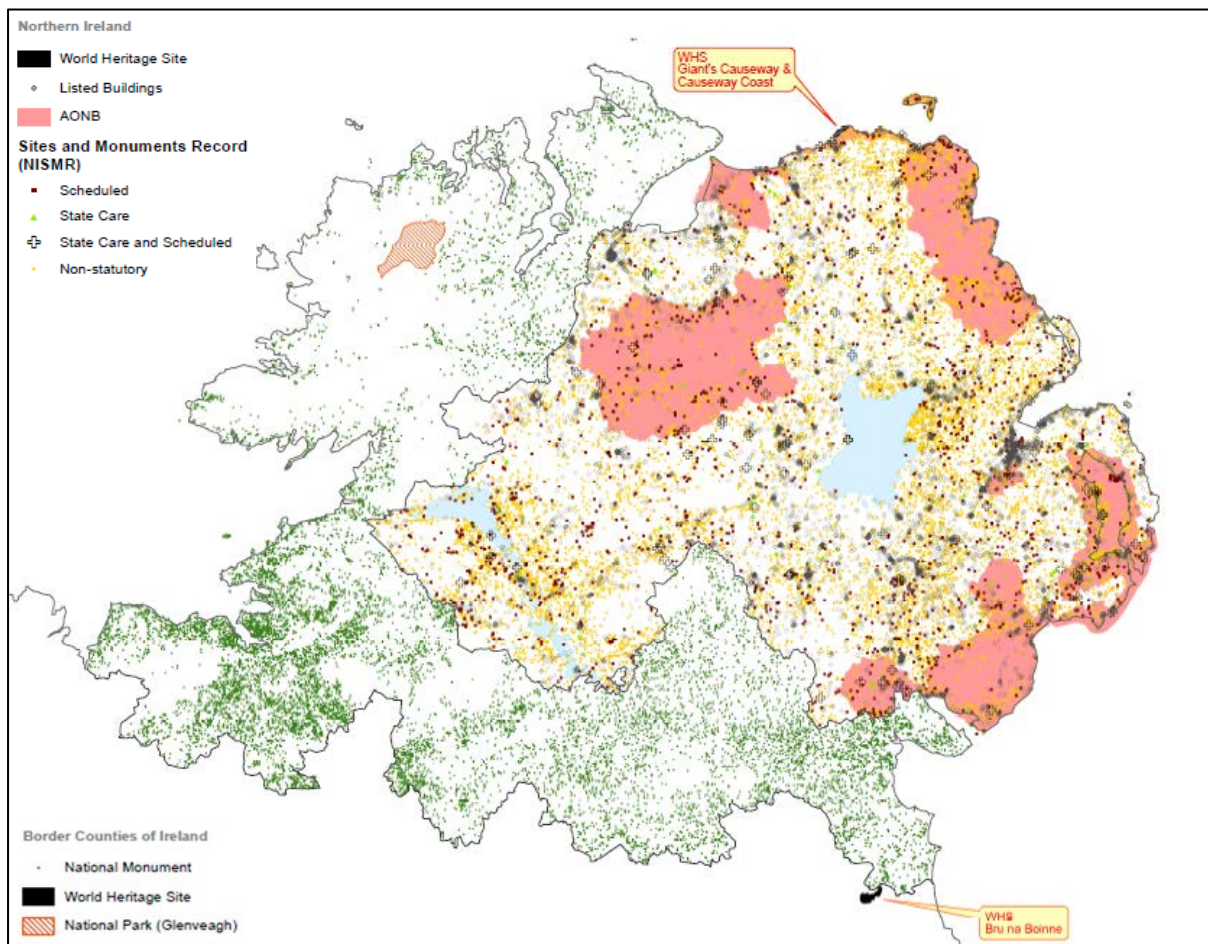 Northern Ireland
World Heritage Site
Listed Buildings
AONB
Sites and Monuments Record
(NISMR)
Scheduled
State Care
State Care and Scheduled
Non-statutory
WHS
Giant's Causeway &
Causeway Coast
Border Counties of Ireland
National Monument
World Heritage Site
National Park (Glenveagh)
WHS
Bru na Boinne